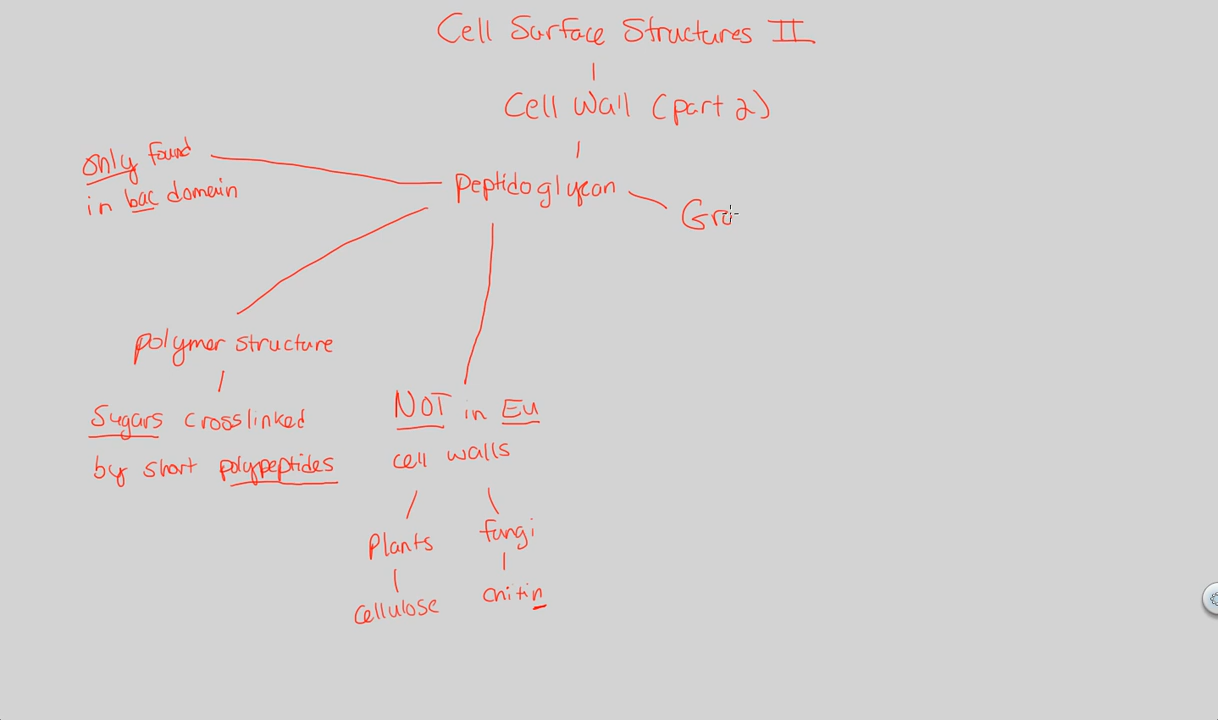 Cell Surface Structures II
Cell Wall (part 2)
only found
in bac domain
Peptidoglycan
Gra
polymer structure
Sugars crosslinked
by short polypeptides
NOT in Eu
cell walls
Plants
fungi
cellulose
chitin